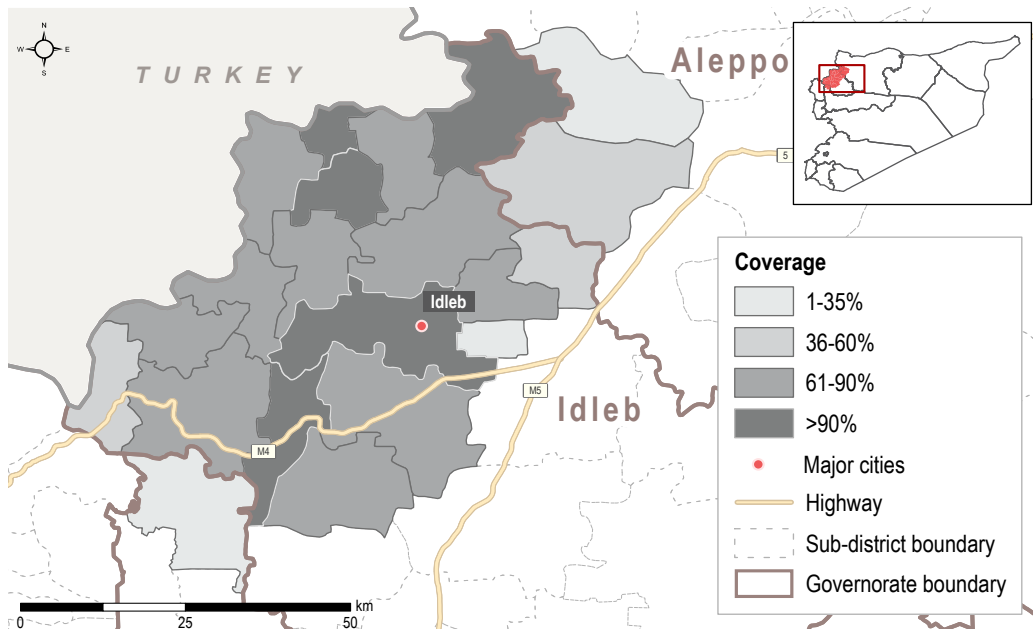 N
W E
S
TURKEY
Aleppo
5
Idleb
M5
Idleb
M4
Coverage
1-35%
36-60%
61-90%
>90%
Major cities
Highway
Sub-district boundary
Governorate boundary
km
0 25 50